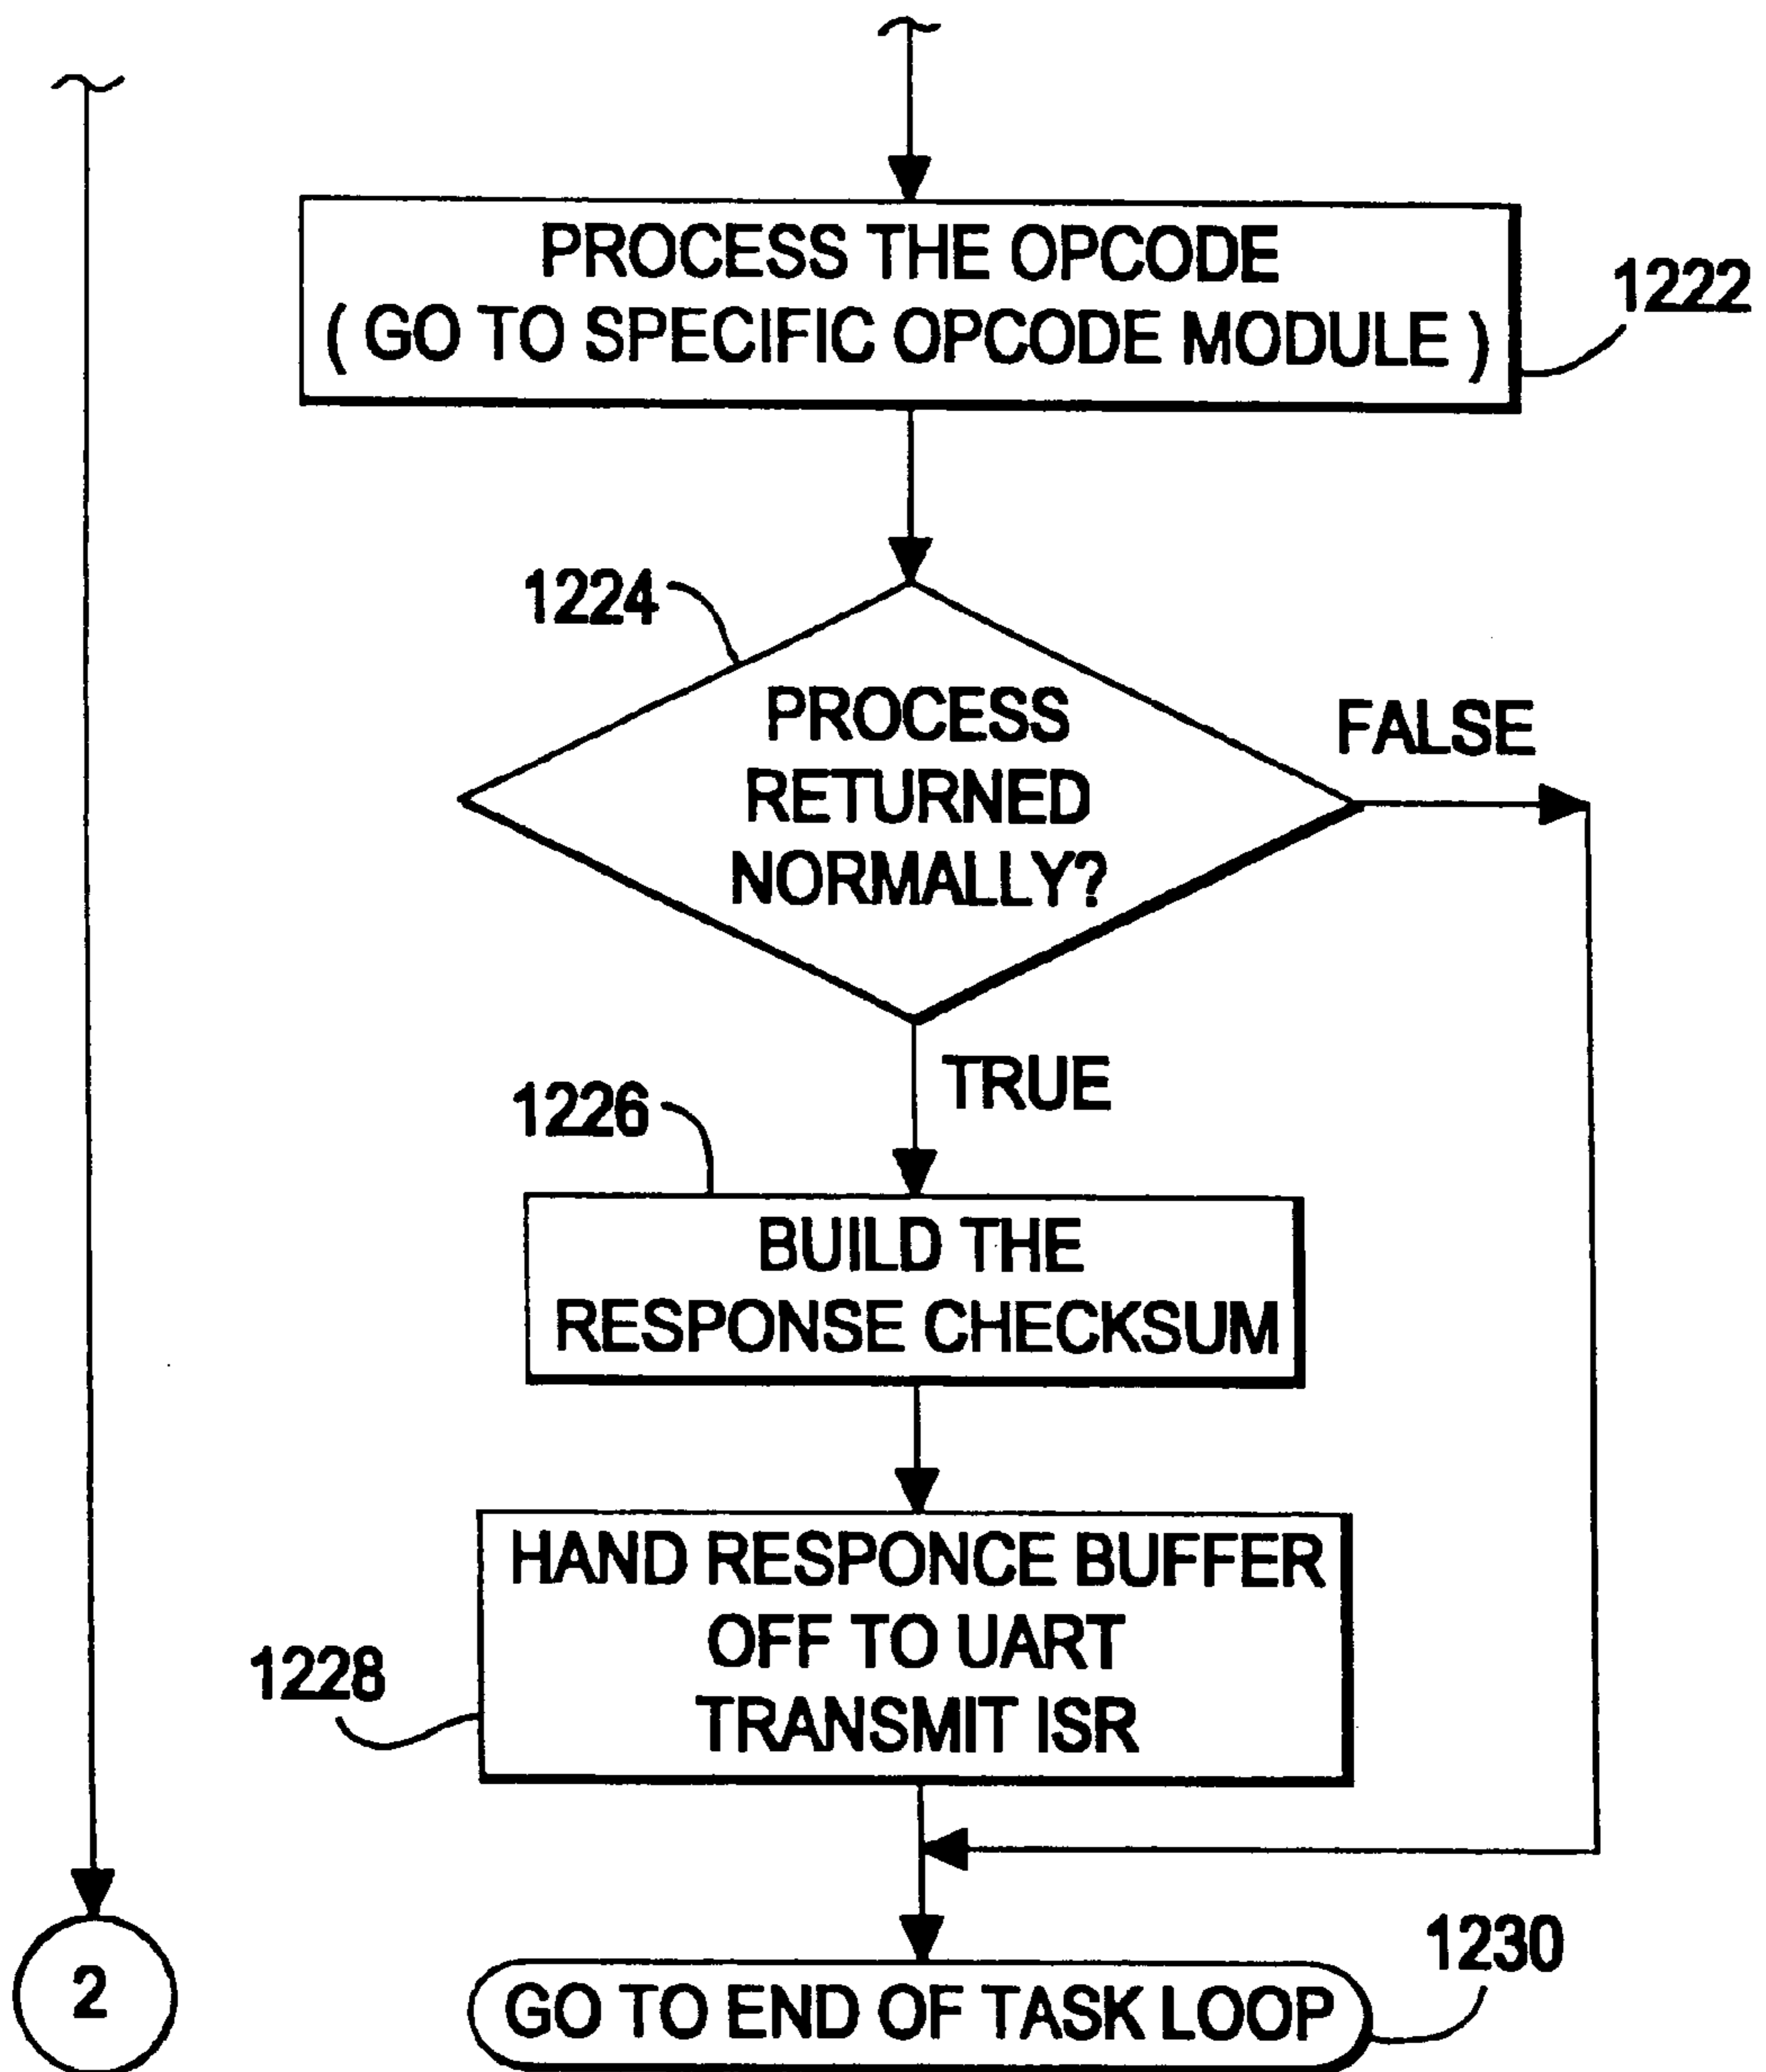 PROCESS THE OPCODE
( GO TO SPECIFIC OPCODE MODULE )
1222
1224
PROCESS
RETURNED
NORMALLY?
FALSE
TRUE
1226
BUILD THE
RESPONSE CHECKSUM
HAND RESPONCE BUFFER
OFF TO UART
TRANSMIT ISR
1228
2
GO TO END OF TASK LOOP
1230